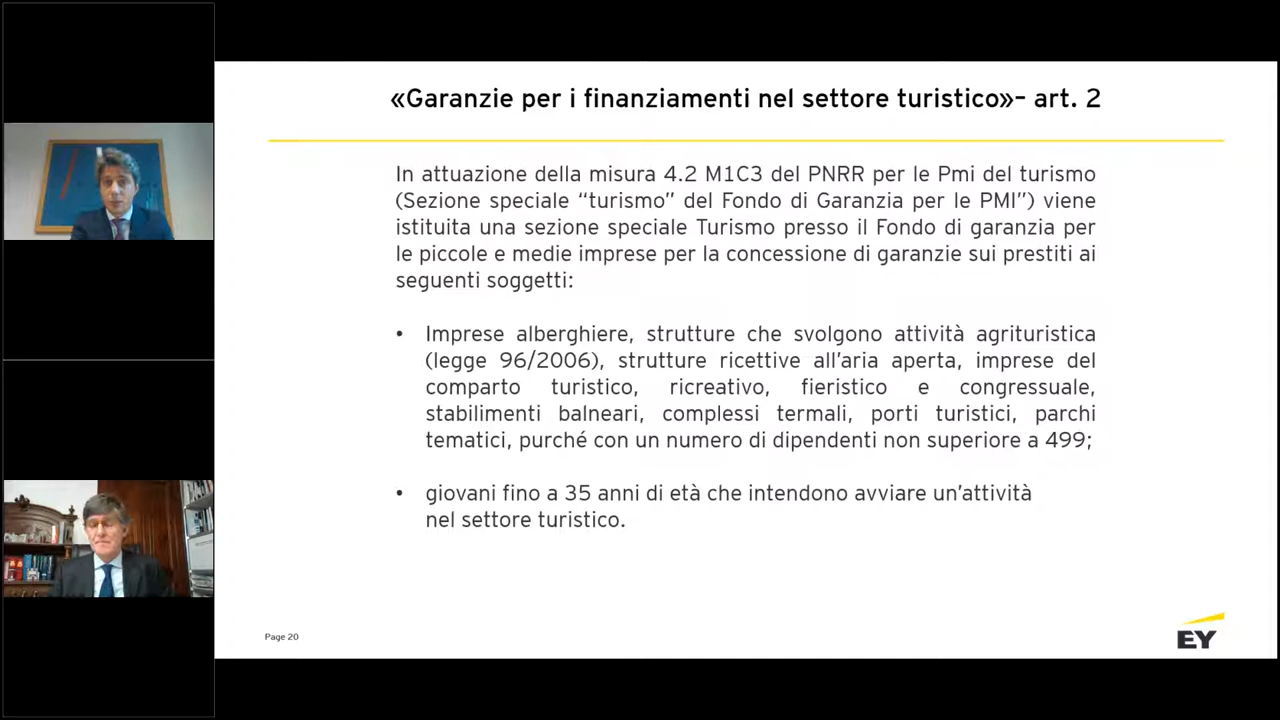 «Garanzie per i finanziamenti nel settore turistico»– art. 2
In attuazione della misura 4.2 M1C3 del PNRR per le Pmi del turismo
(Sezione speciale “turismo” del Fondo di Garanzia per le PMI”) viene
istituita una sezione speciale Turismo presso il Fondo di garanzia per
le piccole e medie imprese per la concessione di garanzie sui prestiti ai
seguenti soggetti:
• Imprese alberghiere, strutture che svolgono attività agrituristica
(legge 96/2006), strutture ricettive all’aria aperta, imprese del
comparto turistico, ricreativo, fieristico e congressuale,
stabilimenti balneari, complessi termali, porti turistici, parchi
tematici, purché con un numero di dipendenti non superiore a 499;
• giovani fino a 35 anni di età che intendono avviare un’attività
nel settore turistico.
Page 20
EY